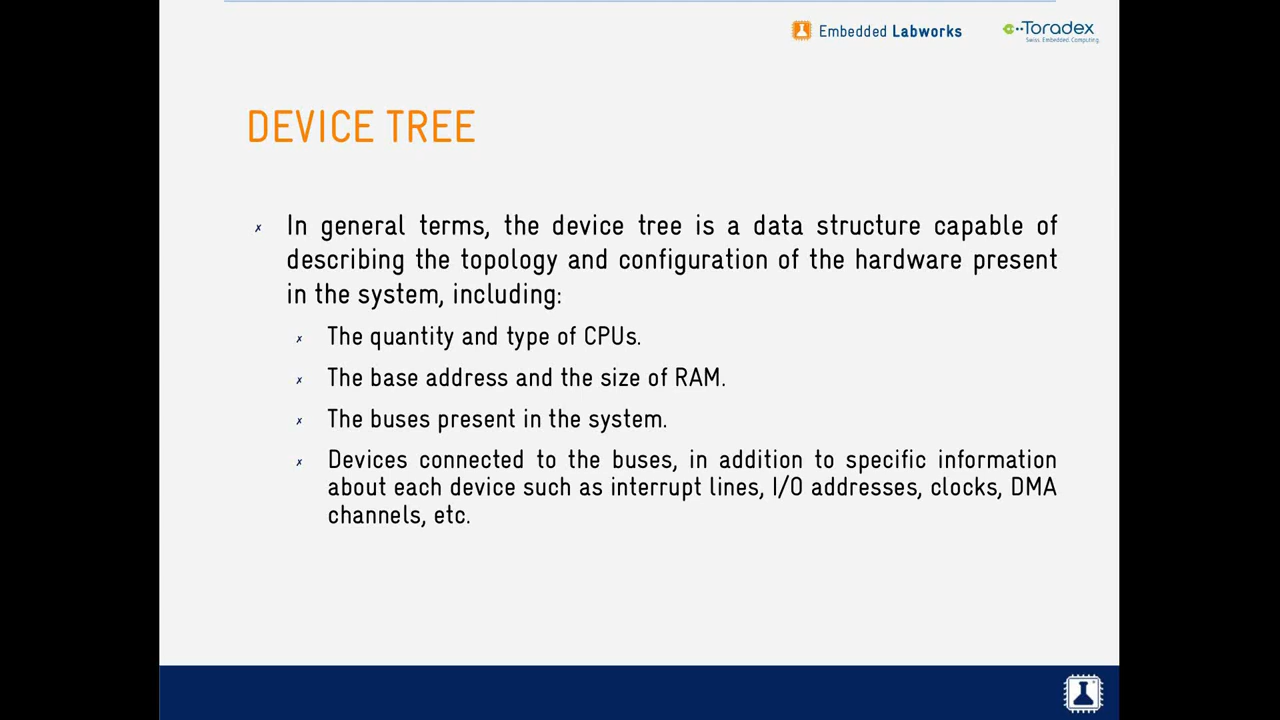 Embedded Labworks
Toradex
Swiss. Embedded. Computing.
DEVICE TREE
In general terms, the device tree is a data structure capable of
describing the topology and configuration of the hardware present
in the system, including:
The quantity and type of CPUs.
The base address and the size of RAM.
The buses present in the system.
Devices connected to the buses, in addition to specific information
about each device such as interrupt lines, I/O addresses, clocks, DMA
channels, etc.